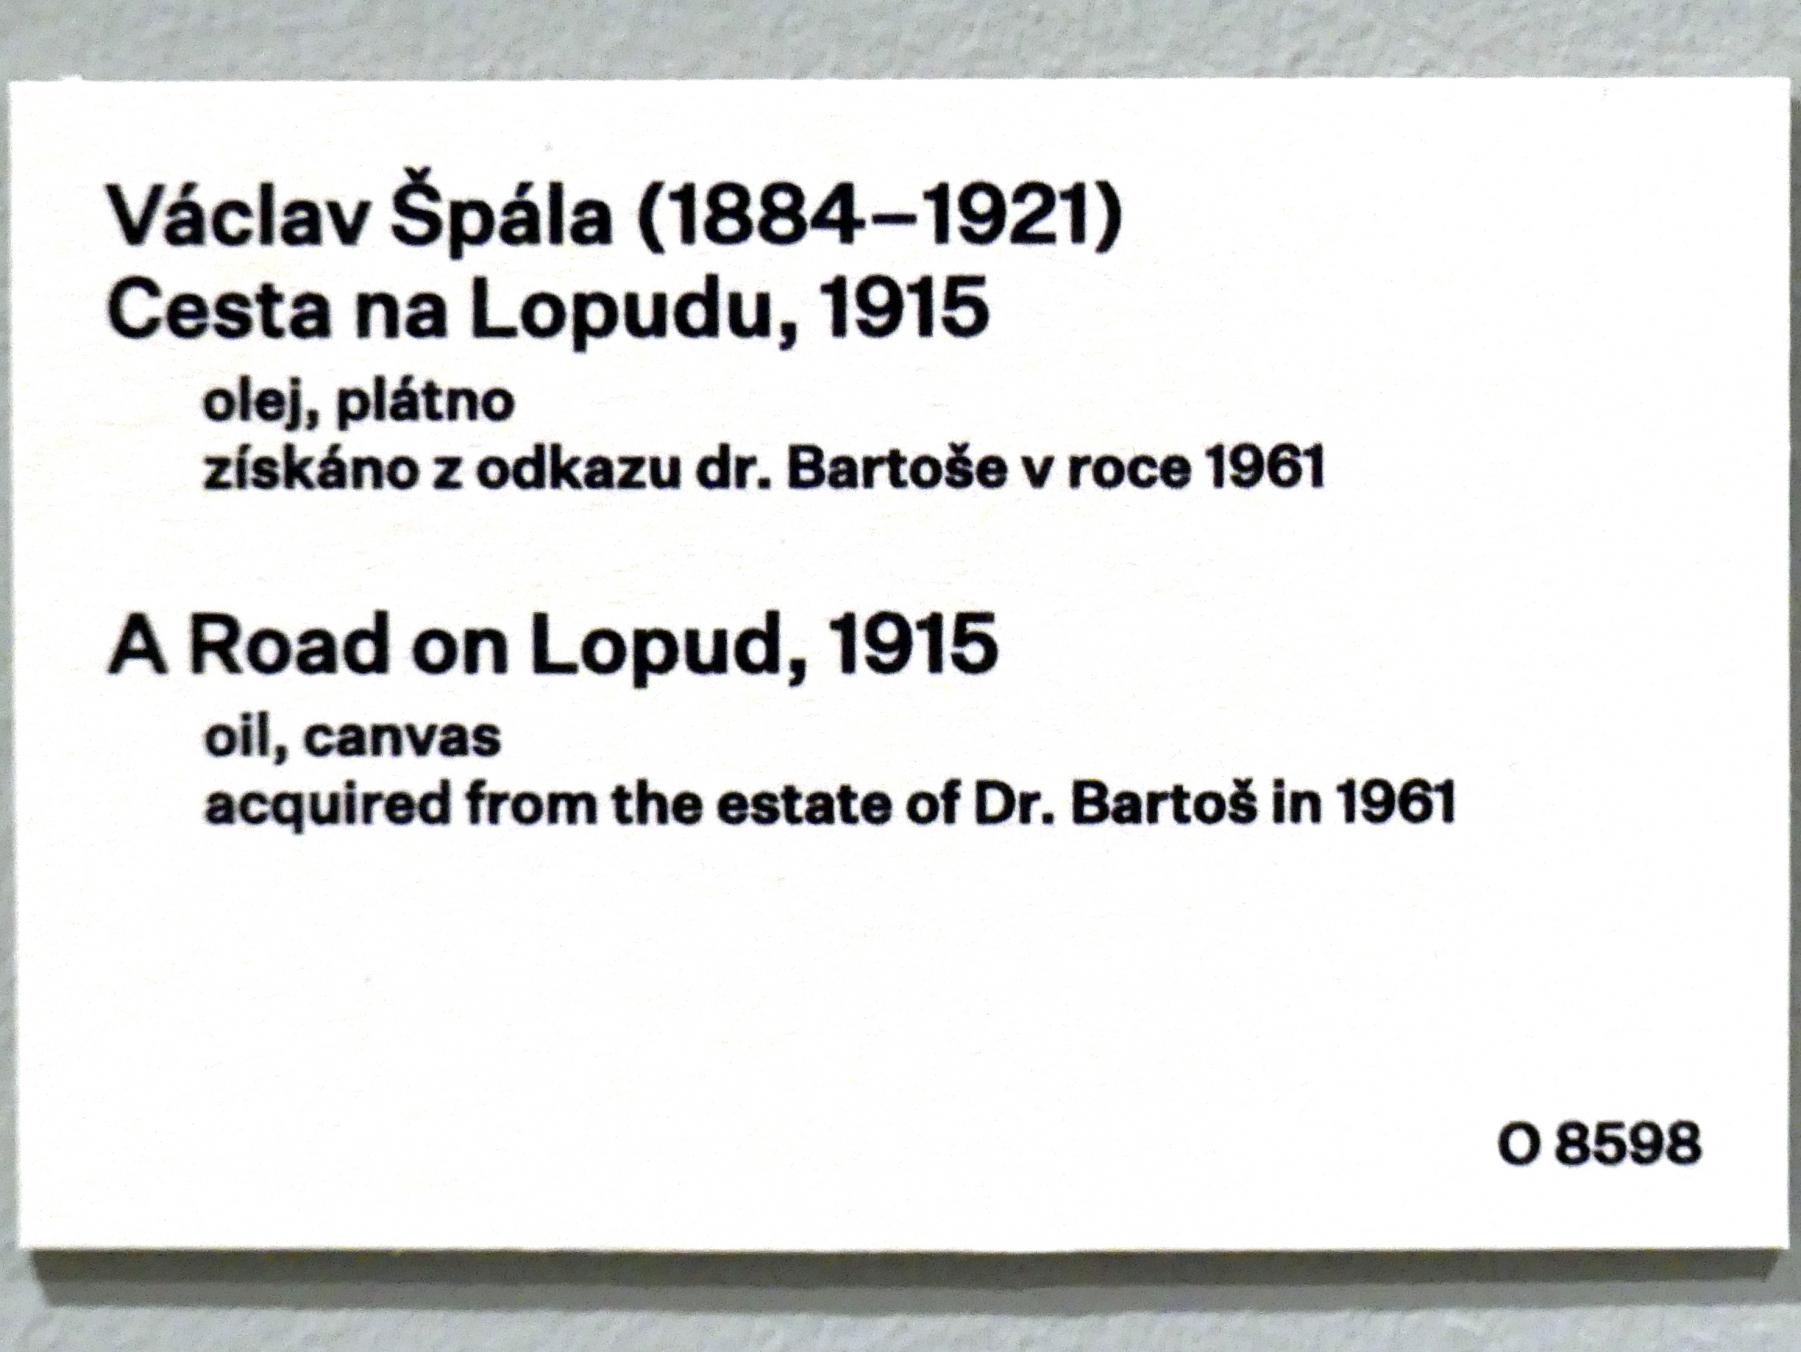 Václav Špála (1884–1921)
Cesta na Lopudu, 1915
olej, plátno
získáno z odkazu dr. Bartoše v roce 1961
A Road on Lopud, 1915
oil, canvas
acquired from the estate of Dr. Bartoš in 1961
O 8598